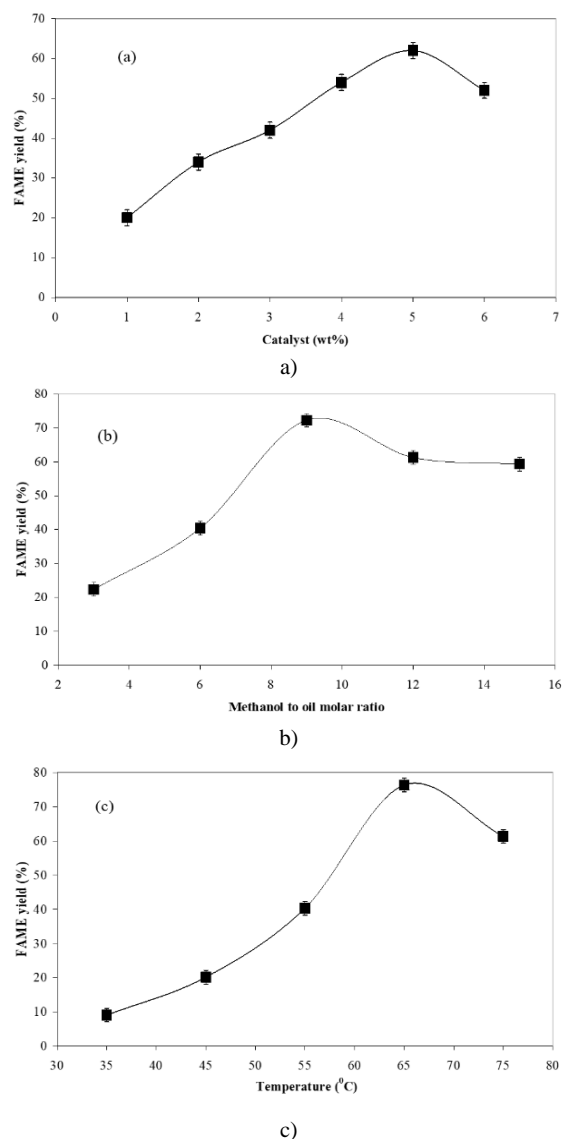 (a)
FAME yield (%)
70
60
50
40
30
20
10
0
0 1 2 3 4 5 6 7
Catalyst (wt%)
a)
(b)
FAME yield (%)
80
70
60
50
40
30
20
10
0
2 4 6 8 10 12 14 16
Methanol to oil molar ratio
b)
(c)
FAME yield (%)
80
70
60
50
40
30
20
10
0
30 35 40 45 50 55 60 65 70 75 80
Temperature (⁰C)
c)